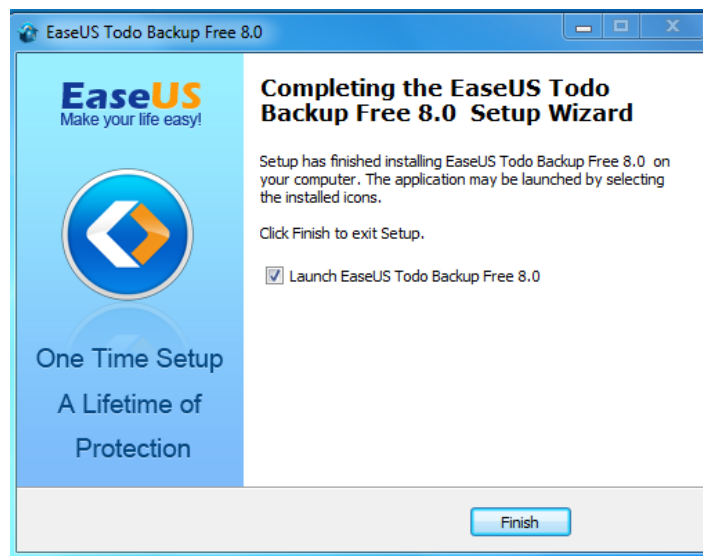 EaseUS Todo Backup Free 8.0
EaseUS
Make your life easy!
One Time Setup
A Lifetime of
Protection
Completing the EaseUS Todo
Backup Free 8.0 Setup Wizard
Setup has finished installing EaseUS Todo Backup Free 8.0 on
your computer. The application may be launched by selecting
the installed icons.
Click Finish to exit Setup.
Launch EaseUS Todo Backup Free 8.0
Finish